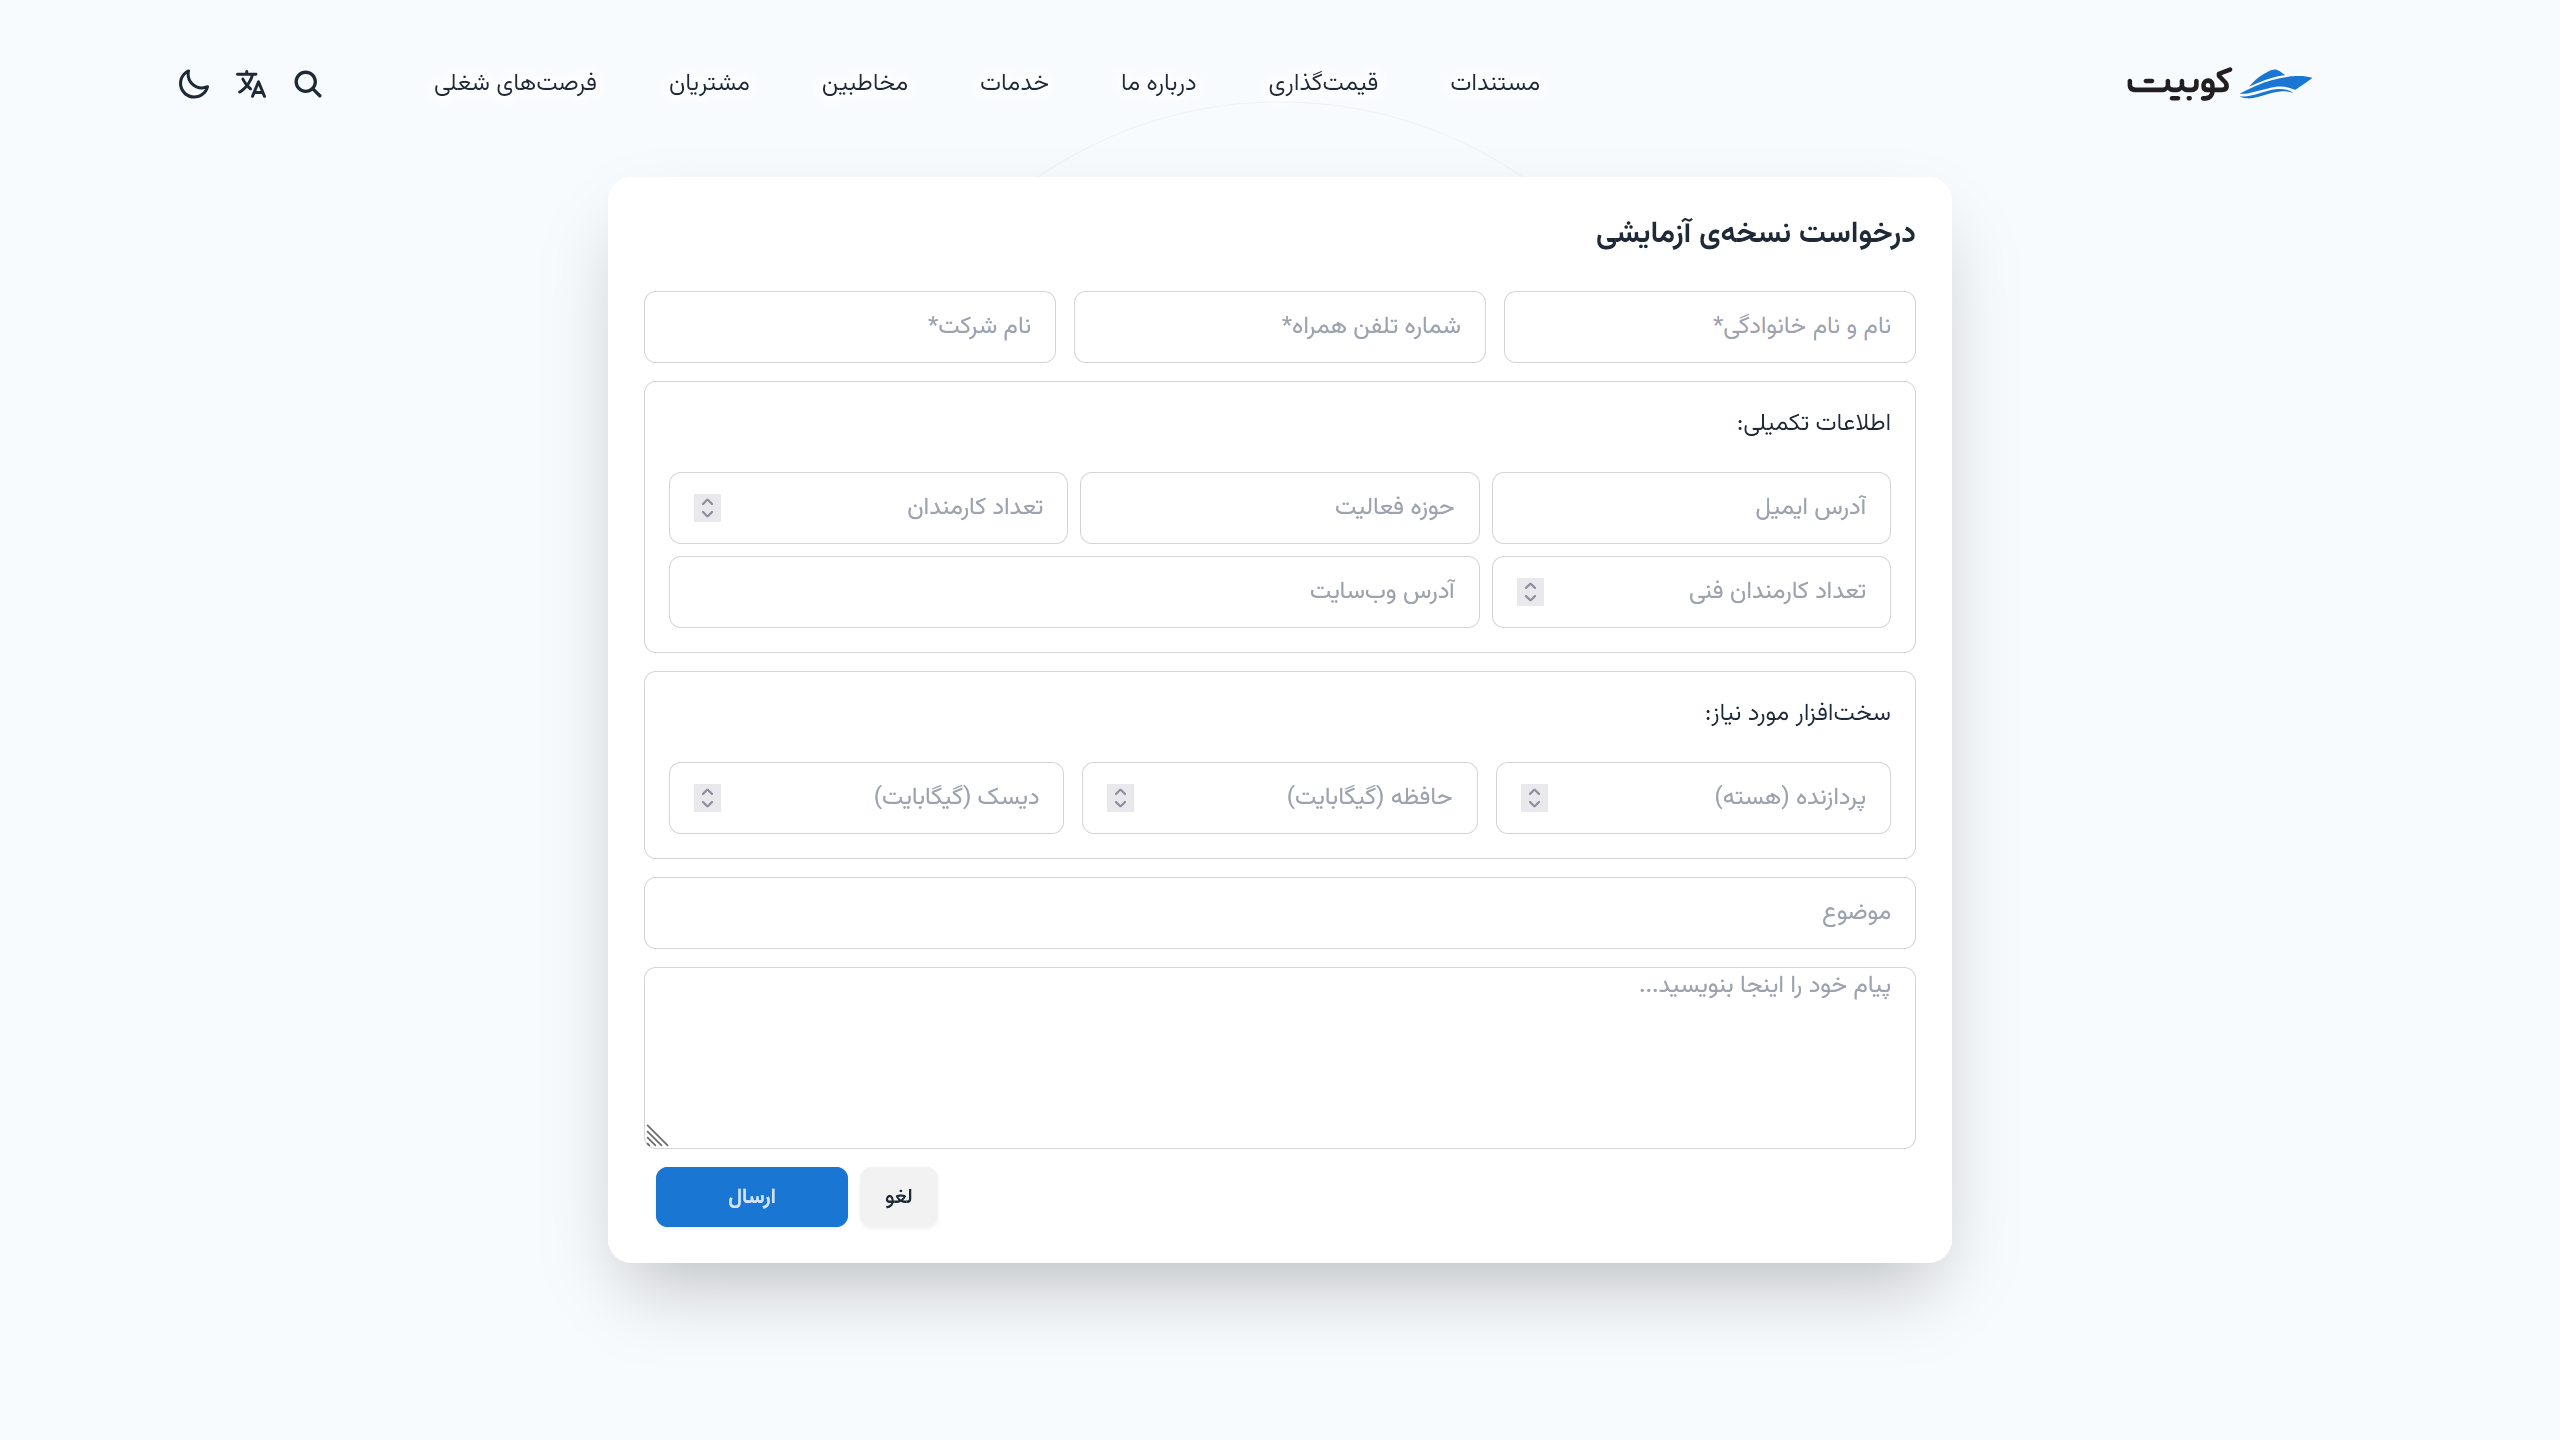 کوبیت
مستندات
قیمت‌گذاری
درباره ما
خدمات
مخاطبین
مشتریان
فرصت‌های شغلی
درخواست نسخه‌ی آزمایشی
نام و نام خانوادگی*
شماره تلفن همراه*
نام شرکت*
اطلاعات تکمیلی:
آدرس ایمیل
حوزه فعالیت
تعداد کارمندان
تعداد کارمندان فنی
آدرس وب‌سایت
سخت‌افزار مورد نیاز:
پردازنده (هسته)
حافظه (گیگابایت)
دیسک (گیگابایت)
موضوع
پیام خود را اینجا بنویسید...
لغو
ارسال